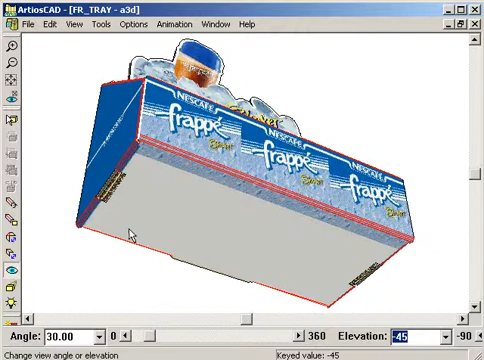 ArtiosCAD - [FR_TRAY - a3d]
File Edit View Tools Options Animation Window Help
NESCAFÉ
frappé
NESCAFÉ
frappé
NESCAFÉ
frappé
Angle: 30.00 0 360 Elevation: -45 -90
Change view angle or elevation Keyed value: -45